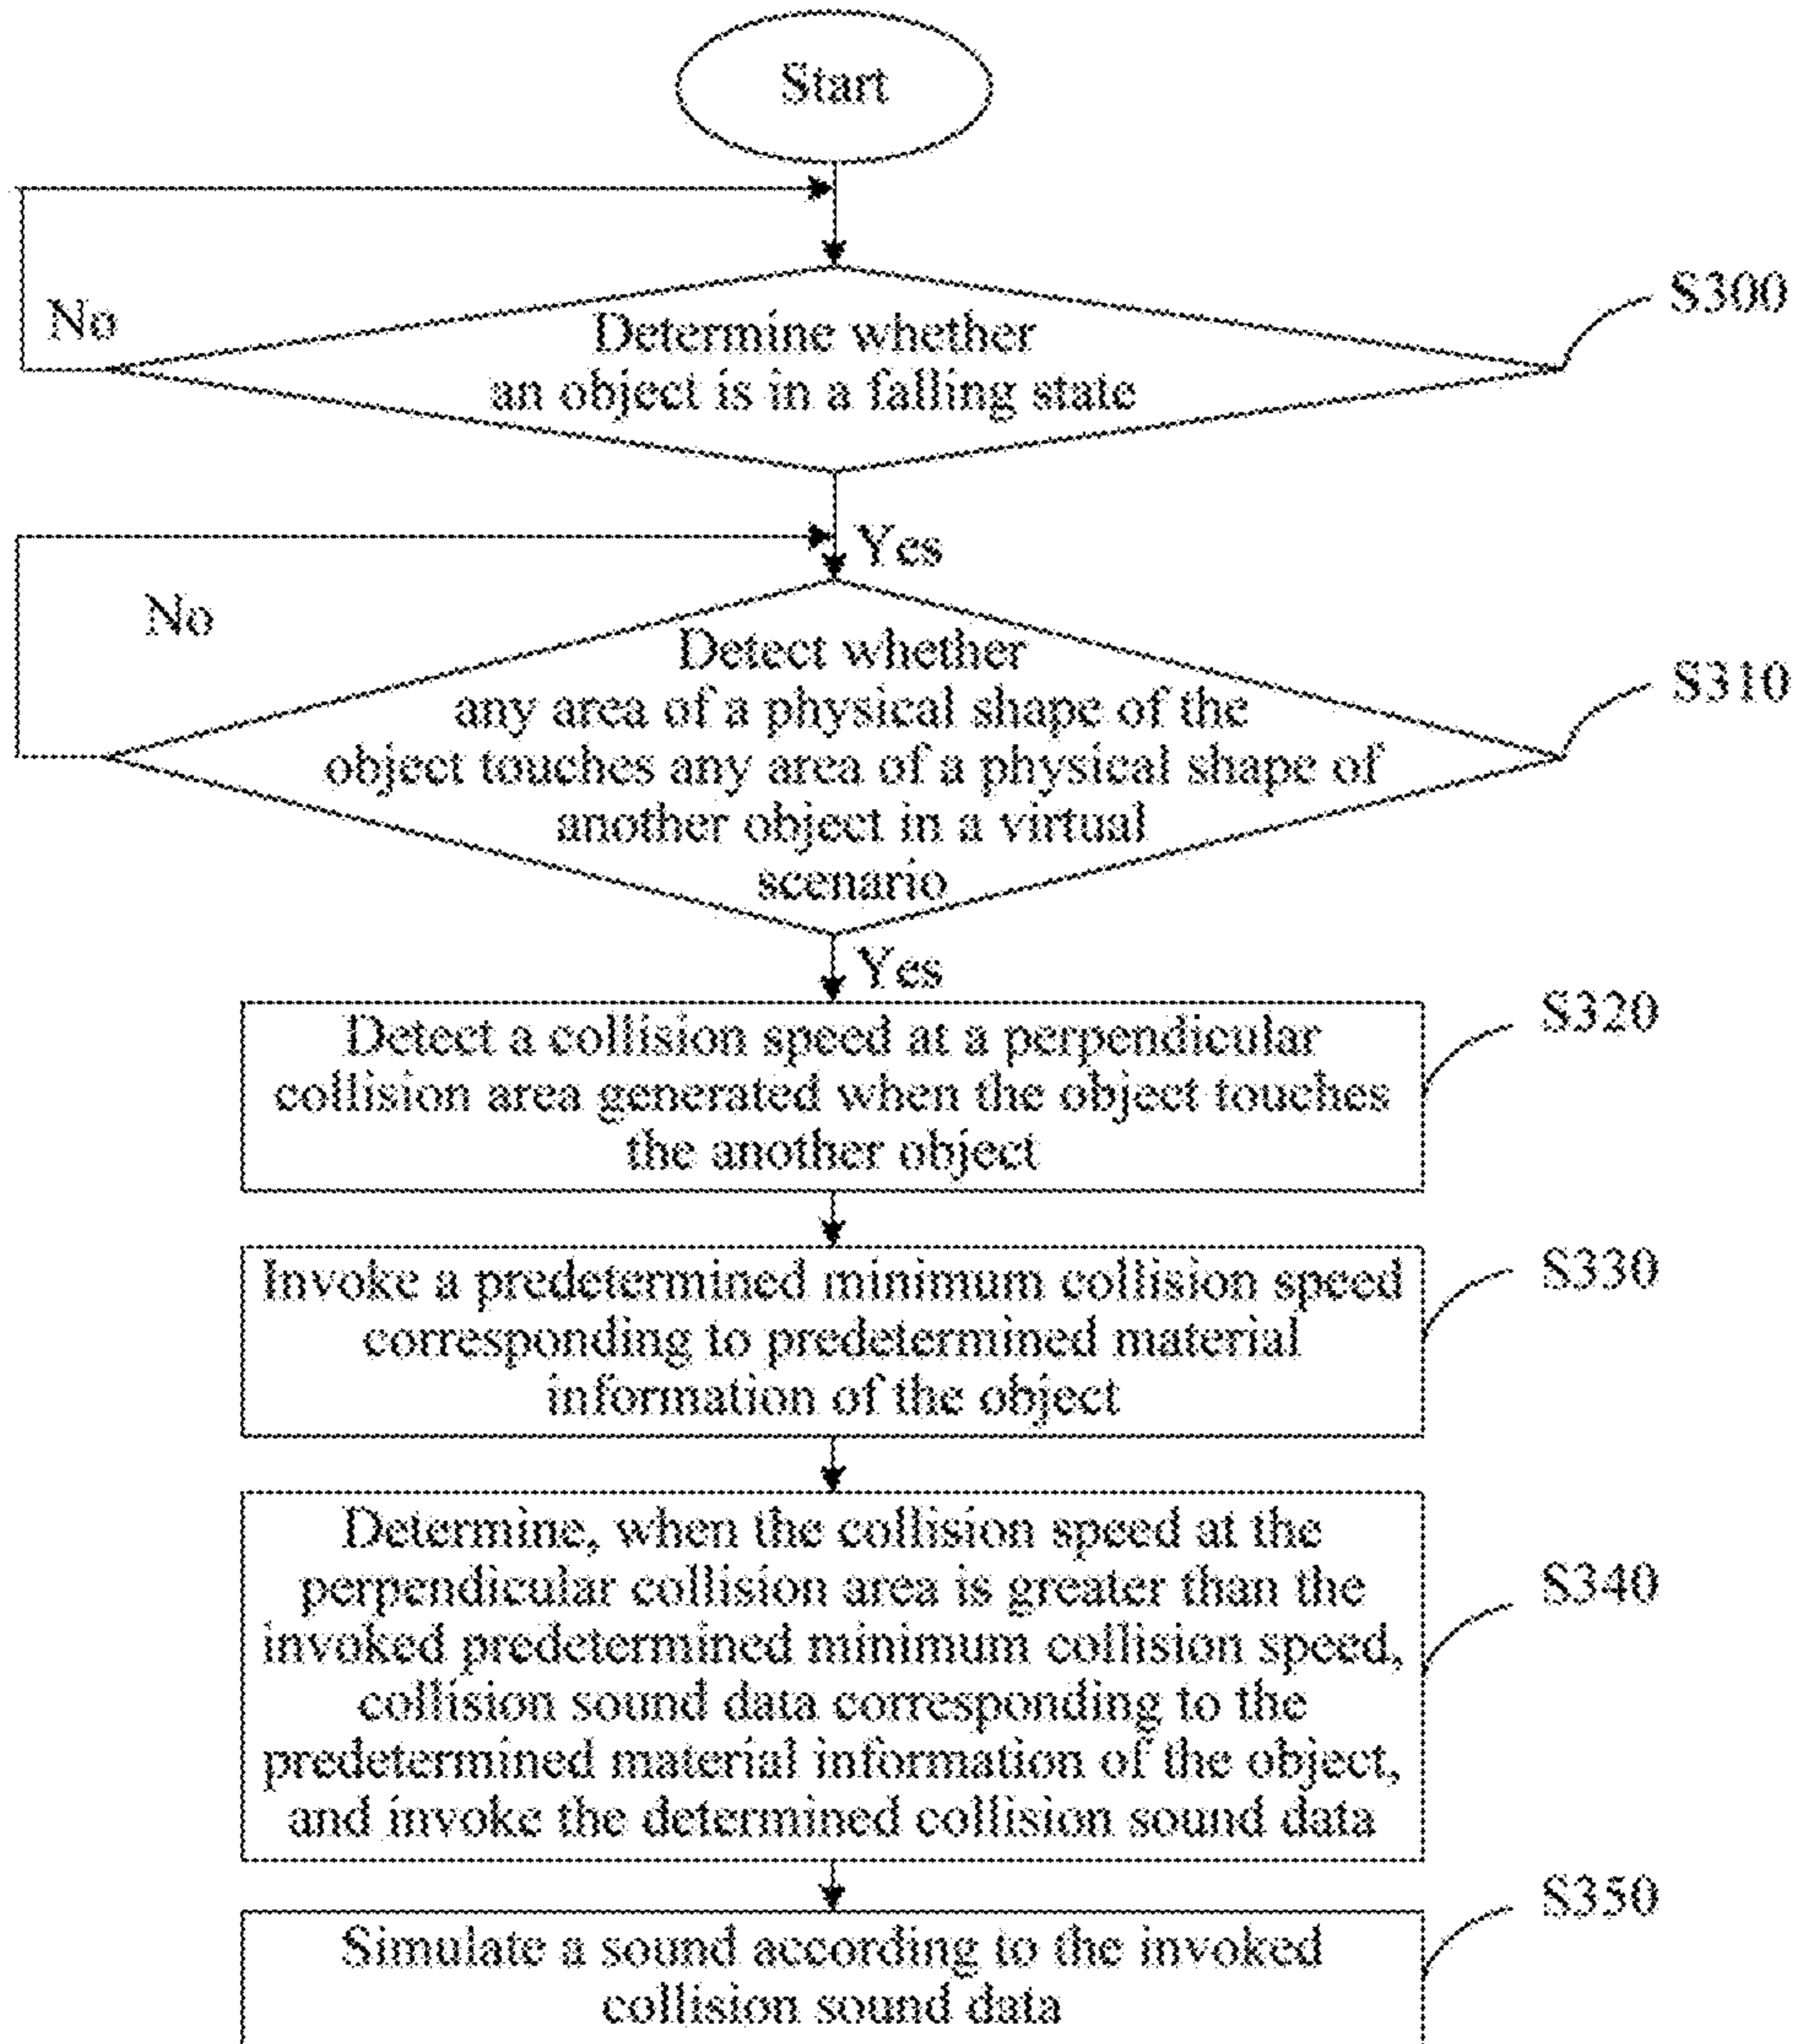 Start
No
S300
Determine whether
an object is in a falling state
Yes
No
Detect whether
any area of a physical shape of the
object touches any area of a physical shape of
another object in a virtual
scenario
S310
Yes
S320
Detect a collision speed at a perpendicular
collision area generated when the object touches
the another object
S330
Invoke a predetermined minimum collision speed
corresponding to predetermined material
information of the object
Determine, when the collision speed at the
perpendicular collision area is greater than the
invoked predetermined minimum collision speed,
collision sound data corresponding to the
predetermined material information of the object,
and invoke the determined collision sound data
S340
S350
Simulate a sound according to the invoked
collision sound data